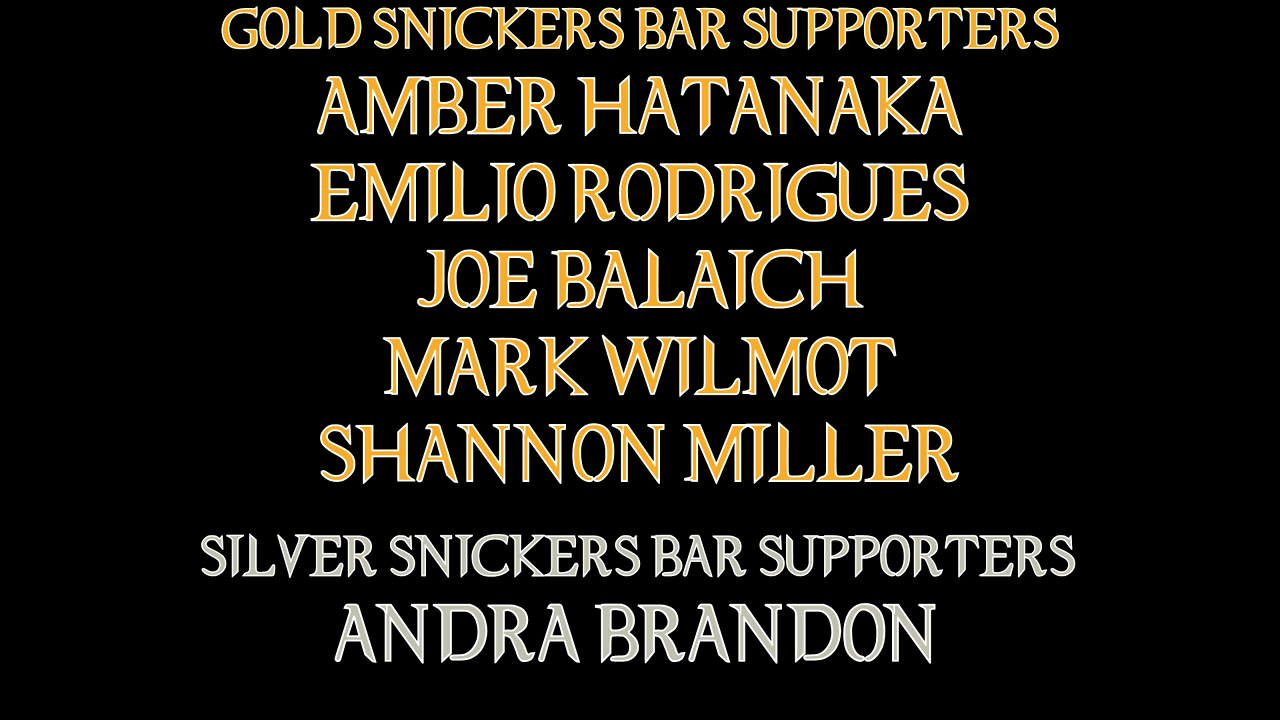 GOLD SNICKERS BAR SUPPORTERS
AMBER HATANAKA
EMILIO RODRIGUES
JOE BALAICH
MARK WILMOT
SHANNON MILLER
SILVER SNICKERS BAR SUPPORTERS
ANDRA BRANDON